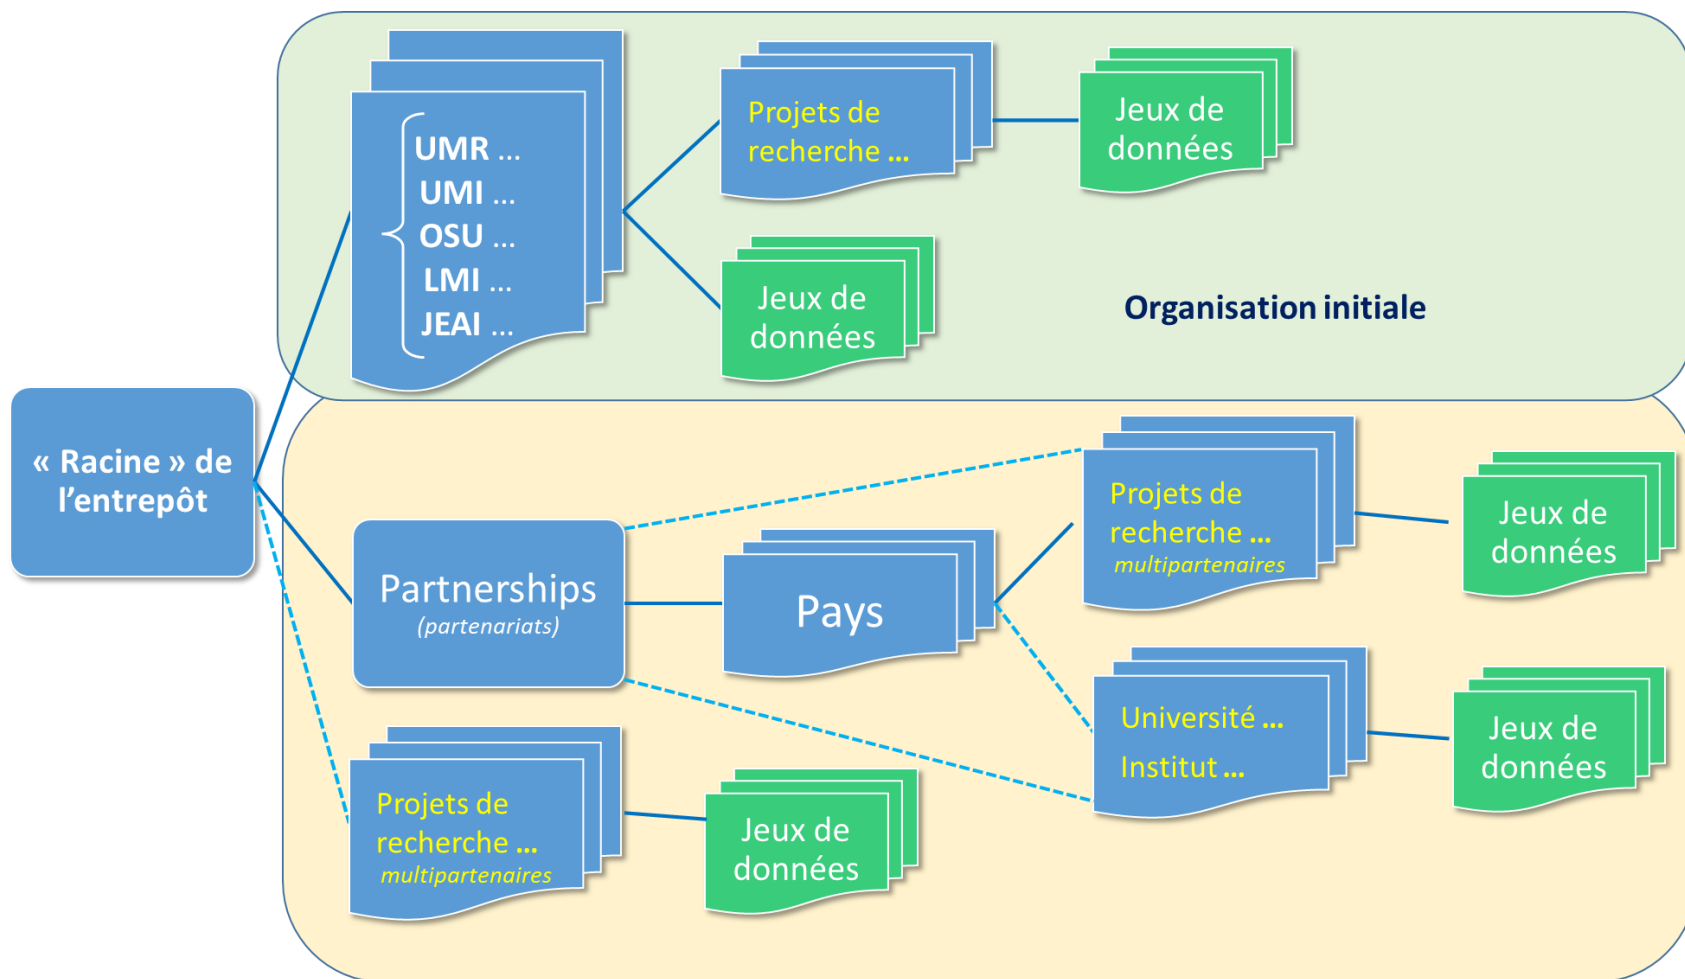 UMR ...
UMI ...
OSU ...
LMI ...
JEAI ...
Projets de
recherche ...
Jeux de
données
Jeux de
données
Organisation initiale
« Racine » de
l’entrepôt
Partnerships
(partenariats)
Pays
Projets de
recherche ...
multipartenaires
Jeux de
données
Université ...
Institut ...
Jeux de
données
Projets de
recherche ...
multipartenaires
Jeux de
données